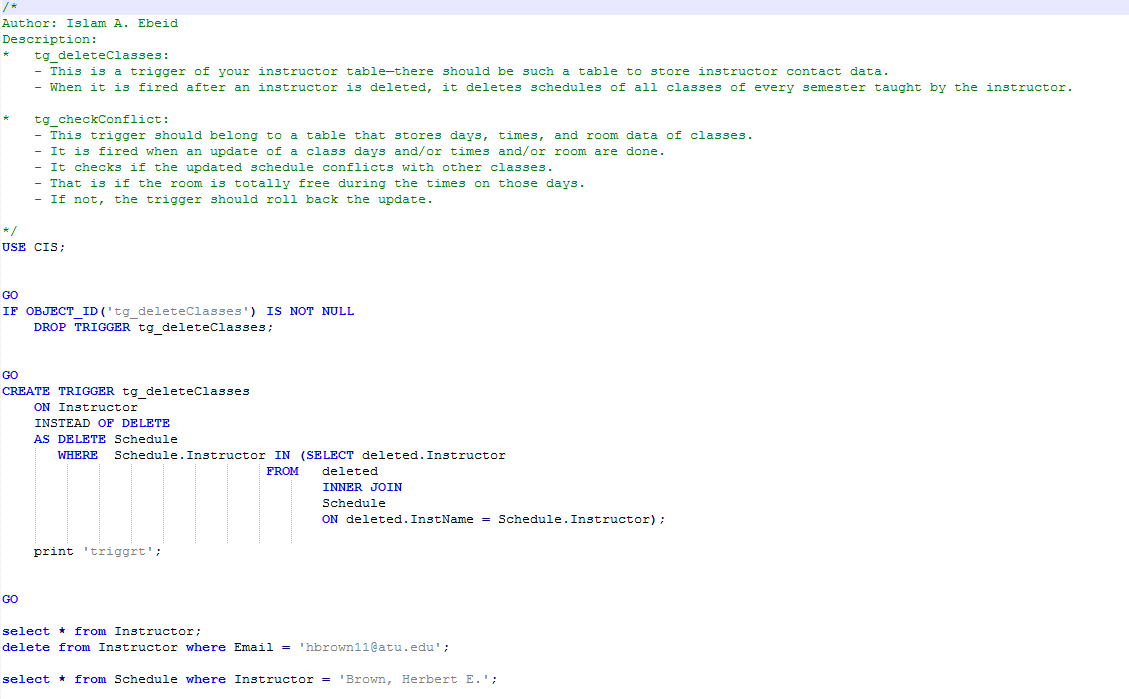 /*
Author: Islam A. Ebeid
Description:
*   tg_deleteClasses:
    - This is a trigger of your instructor table—there should be such a table to store instructor contact data.
    - When it is fired after an instructor is deleted, it deletes schedules of all classes of every semester taught by the instructor.
*   tg_checkConflict:
    - This trigger should belong to a table that stores days, times, and room data of classes.
    - It is fired when an update of a class days and/or times and/or room are done.
    - It checks if the updated schedule conflicts with other classes.
    - That is if the room is totally free during the times on those days.
    - If not, the trigger should roll back the update.
*/
USE CIS;
GO
IF OBJECT_ID('tg_deleteClasses') IS NOT NULL
    DROP TRIGGER tg_deleteClasses;
GO
CREATE TRIGGER tg_deleteClasses
    ON Instructor
    INSTEAD OF DELETE
    AS DELETE Schedule
       WHERE  Schedule.Instructor IN (SELECT deleted.Instructor
                                 FROM   deleted
                                        INNER JOIN
                                        Schedule
                                        ON deleted.InstName = Schedule.Instructor);
    print 'triggrt';
GO
select * from Instructor;
delete from Instructor where Email = 'hbrown11@atu.edu';
select * from Schedule where Instructor = 'Brown, Herbert E.';